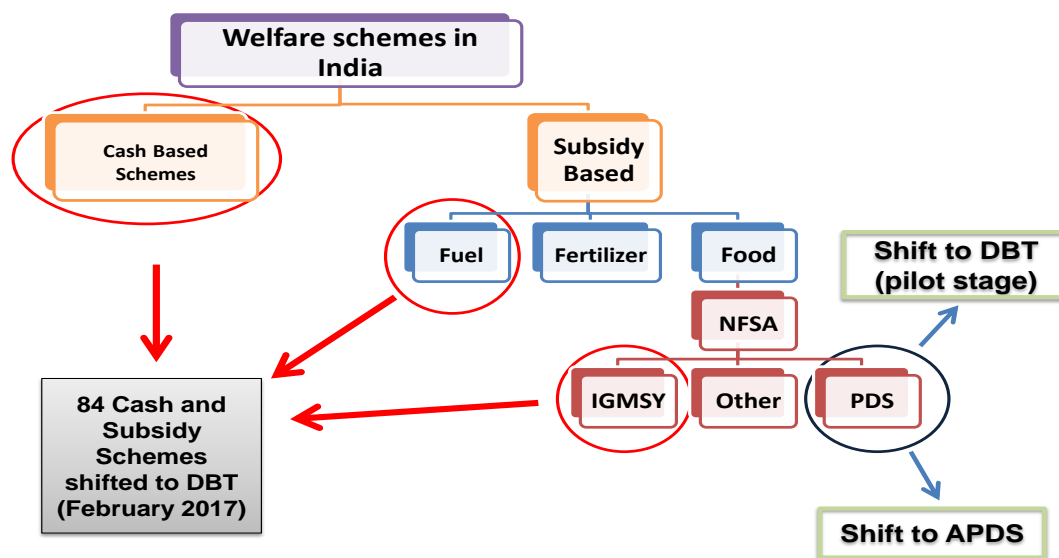 Welfare schemes in
India
Cash Based
Schemes
Subsidy
Based
Fuel
Fertilizer
Food
Shift to DBT
(pilot stage)
NFSA
IGMSY
Other
PDS
84 Cash and
Subsidy
Schemes
shifted to DBT
(February 2017)
Shift to APDS